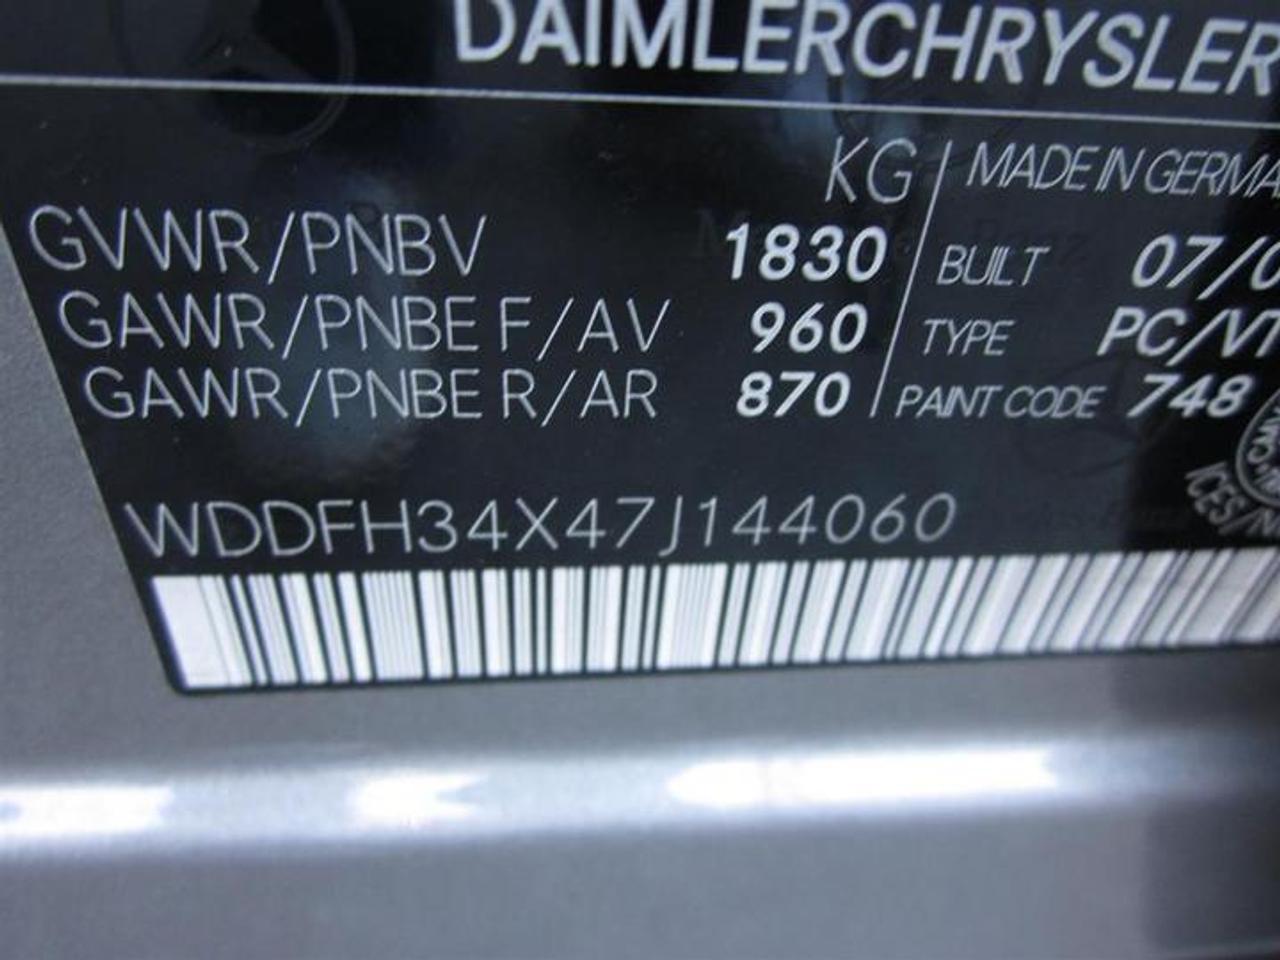 DAIMLERCHRYSLER
KG MADE IN GERMA
GVWR/PNBV 1830 BUILT 07/0
GAWR/PNBE F/AV 960 TYPE PC/VT
GAWR/PNBE R/AR 870 PAINT CODE 748
ICES/N
WDDFH34X47J144060